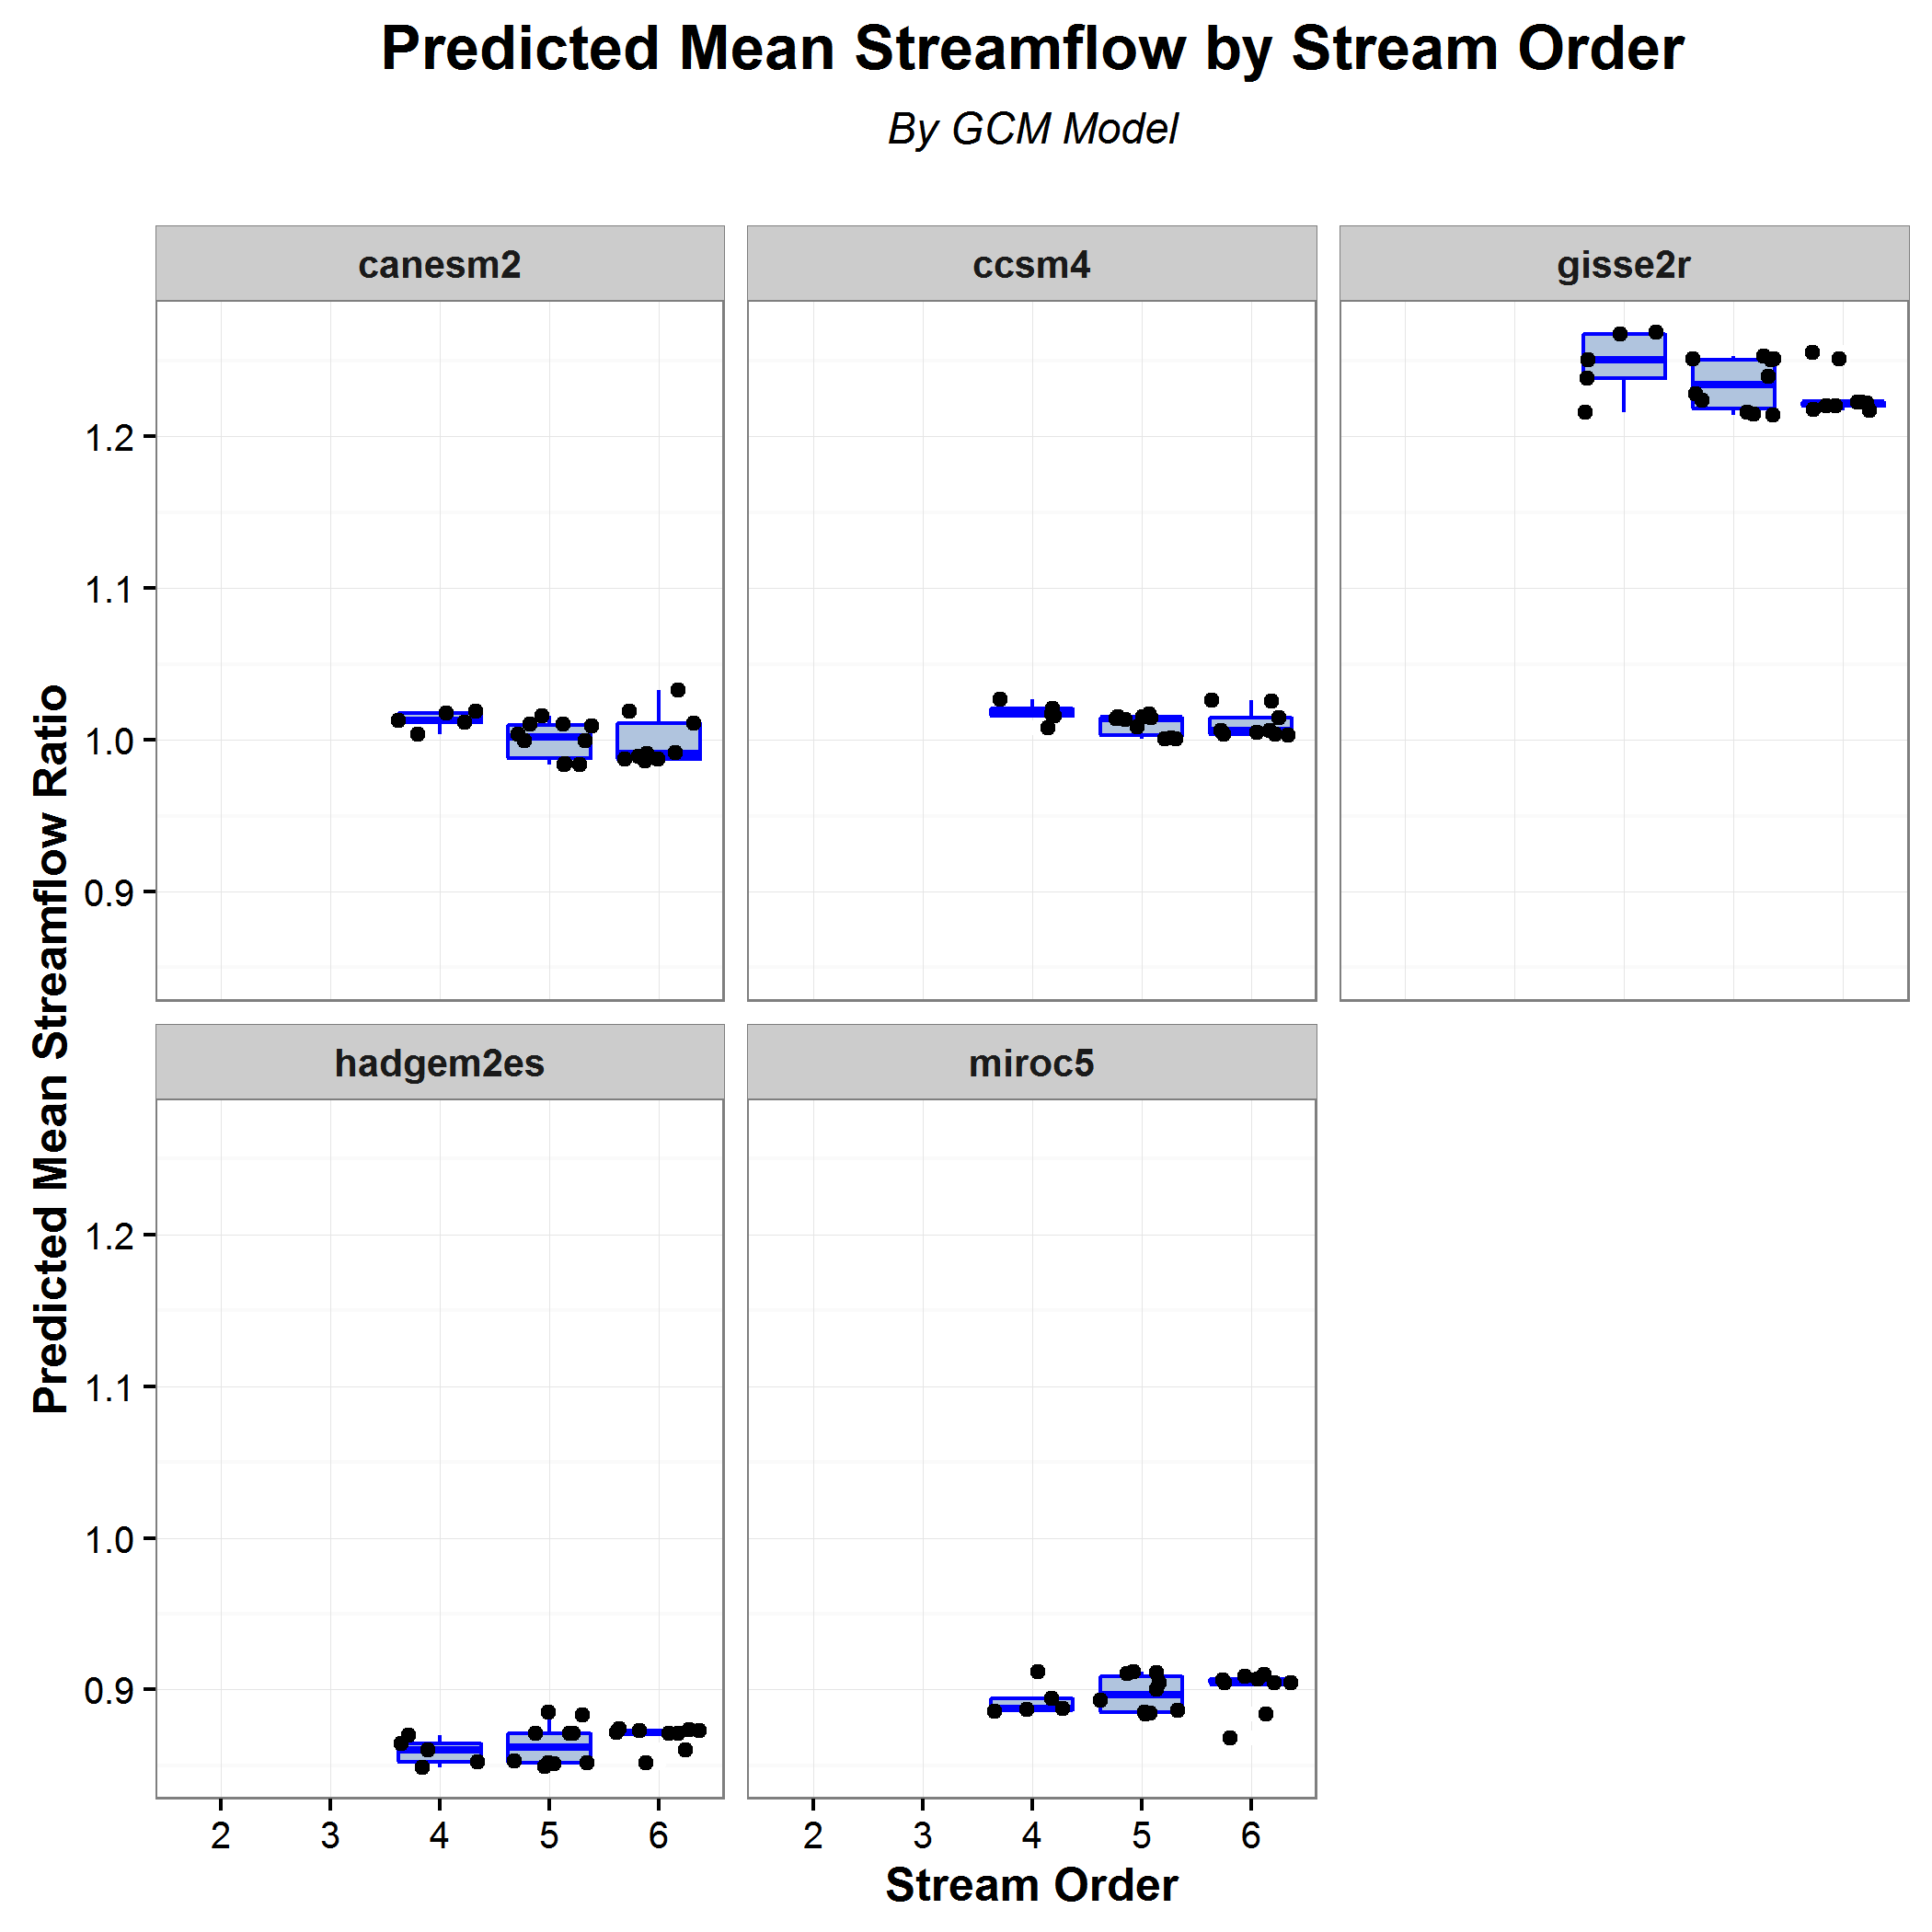 Predicted Mean Streamflow by Stream Order
By GCM Model
canesm2
ccsm4
gisse2r
1.2
1.1
1.0
0.9
hadgem2es
miroc5
1.2
1.1
1.0
0.9
2 3 4 5 6
2 3 4 5 6
Stream Order
Predicted Mean Streamflow Ratio